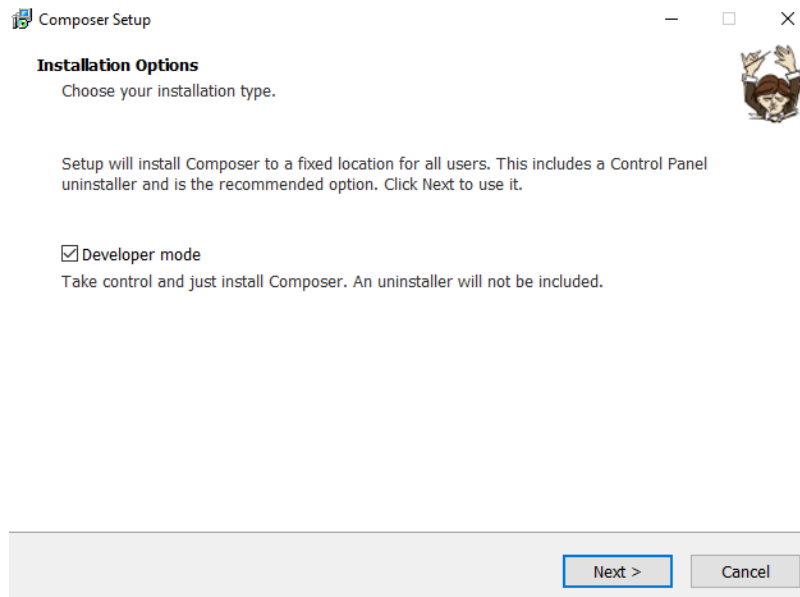 Composer Setup
Installation Options
Choose your installation type.
Setup will install Composer to a fixed location for all users. This includes a Control Panel
uninstaller and is the recommended option. Click Next to use it.
Developer mode
Take control and just install Composer. An uninstaller will not be included.
Next >
Cancel